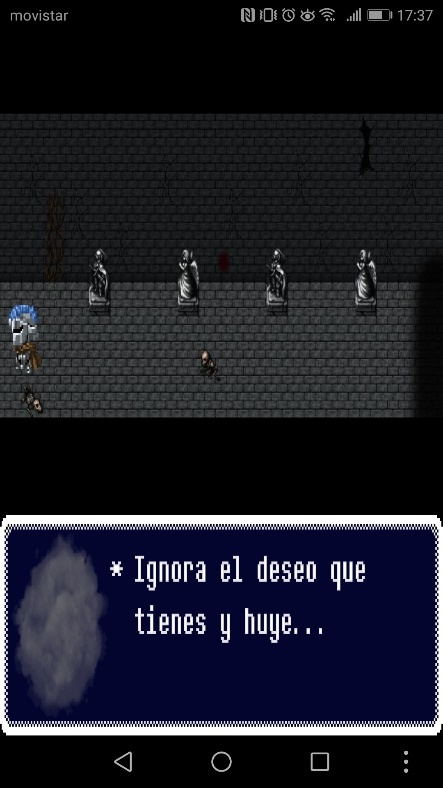 movistar
17:37
* Ignora el deseo que
tienes y huye...